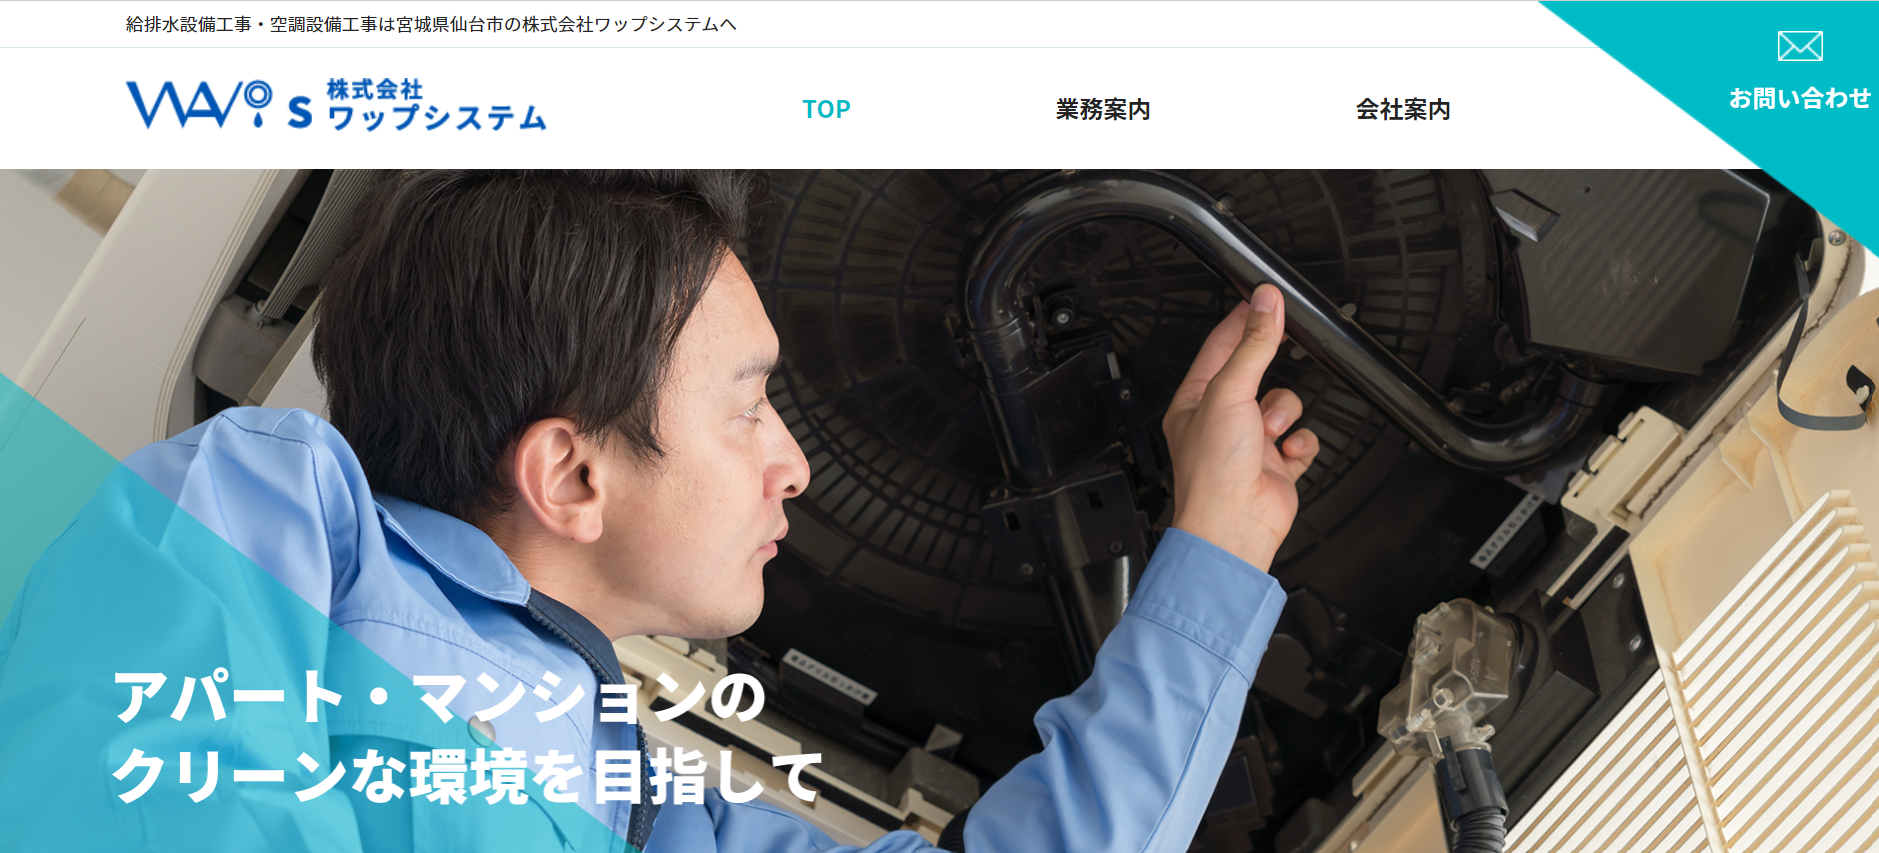 給排水設備工事・空調設備工事は宮城県仙台市の株式会社ワップシステムへ
WAPs 株式会社
ワップシステム
TOP
業務案内
会社案内
お問い合わせ
アパート・マンションの
クリーンな環境を目指して